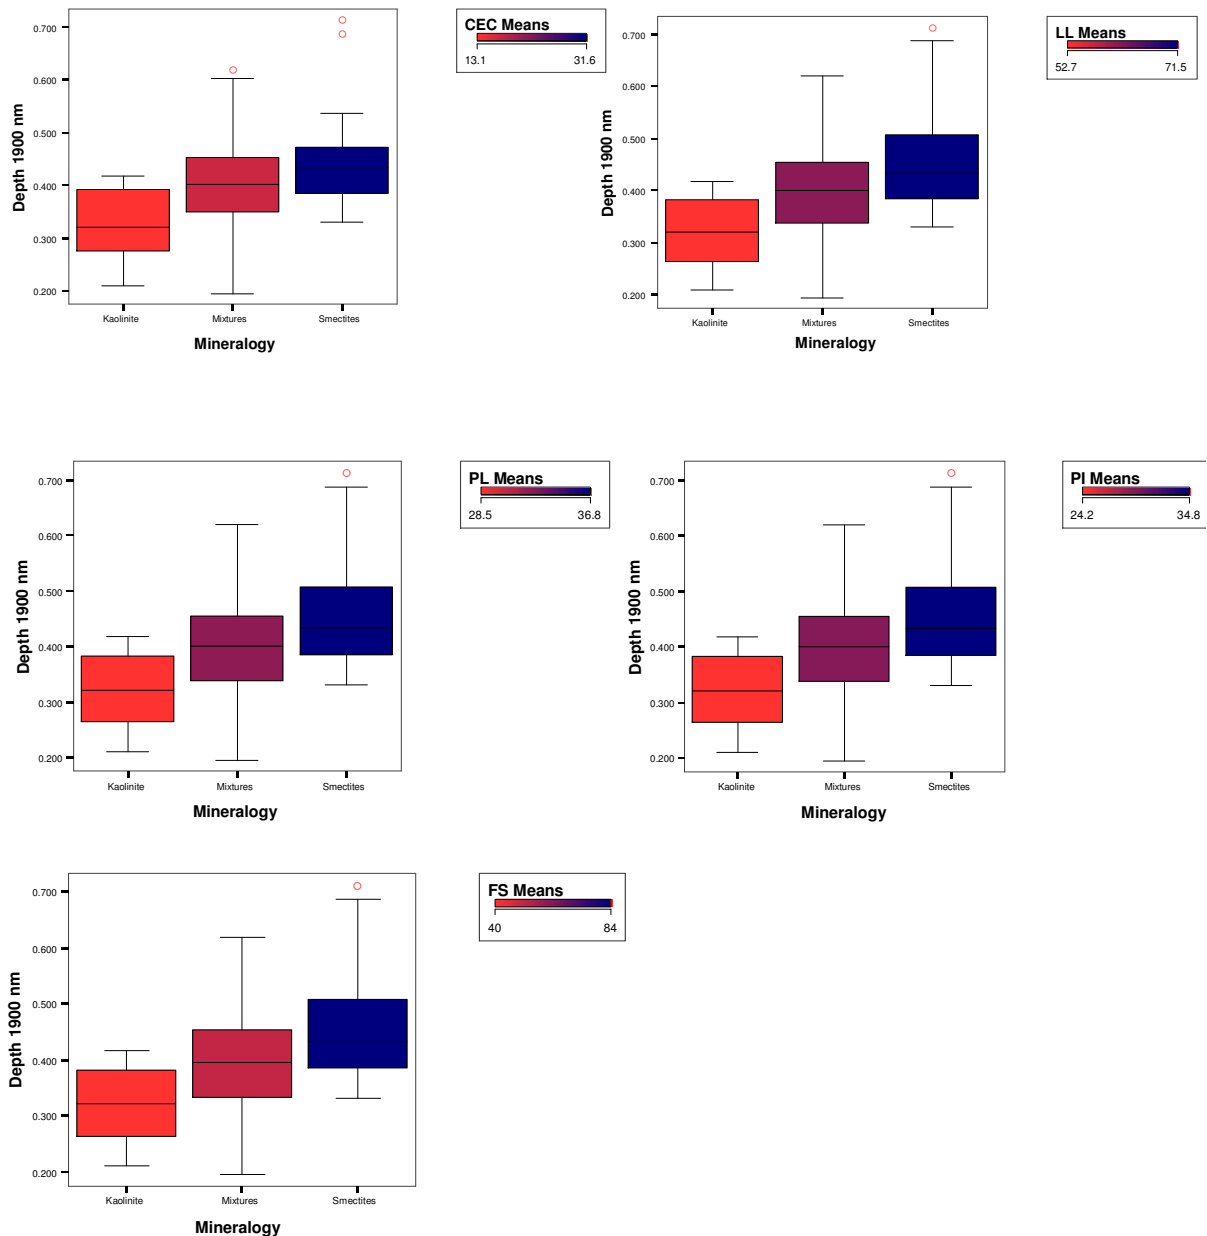 CEC Means
13.1 31.6
0.700
0.600
0.500
0.400
0.300
0.200
Depth 1900 nm
Kaolinite Mixtures Smectites
Mineralogy
LL Means
52.7 71.5
0.700
0.600
0.500
0.400
0.300
0.200
Depth 1900 nm
Kaolinite Mixtures Smectites
Mineralogy
PL Means
28.5 36.8
0.700
0.600
0.500
0.400
0.300
0.200
Depth 1900 nm
Kaolinite Mixtures Smectites
Mineralogy
PI Means
24.2 34.8
0.700
0.600
0.500
0.400
0.300
0.200
Depth 1900 nm
Kaolinite Mixtures Smectites
Mineralogy
FS Means
40 84
0.700
0.600
0.500
0.400
0.300
0.200
Depth 1900 nm
Kaolinite Mixtures Smectites
Mineralogy